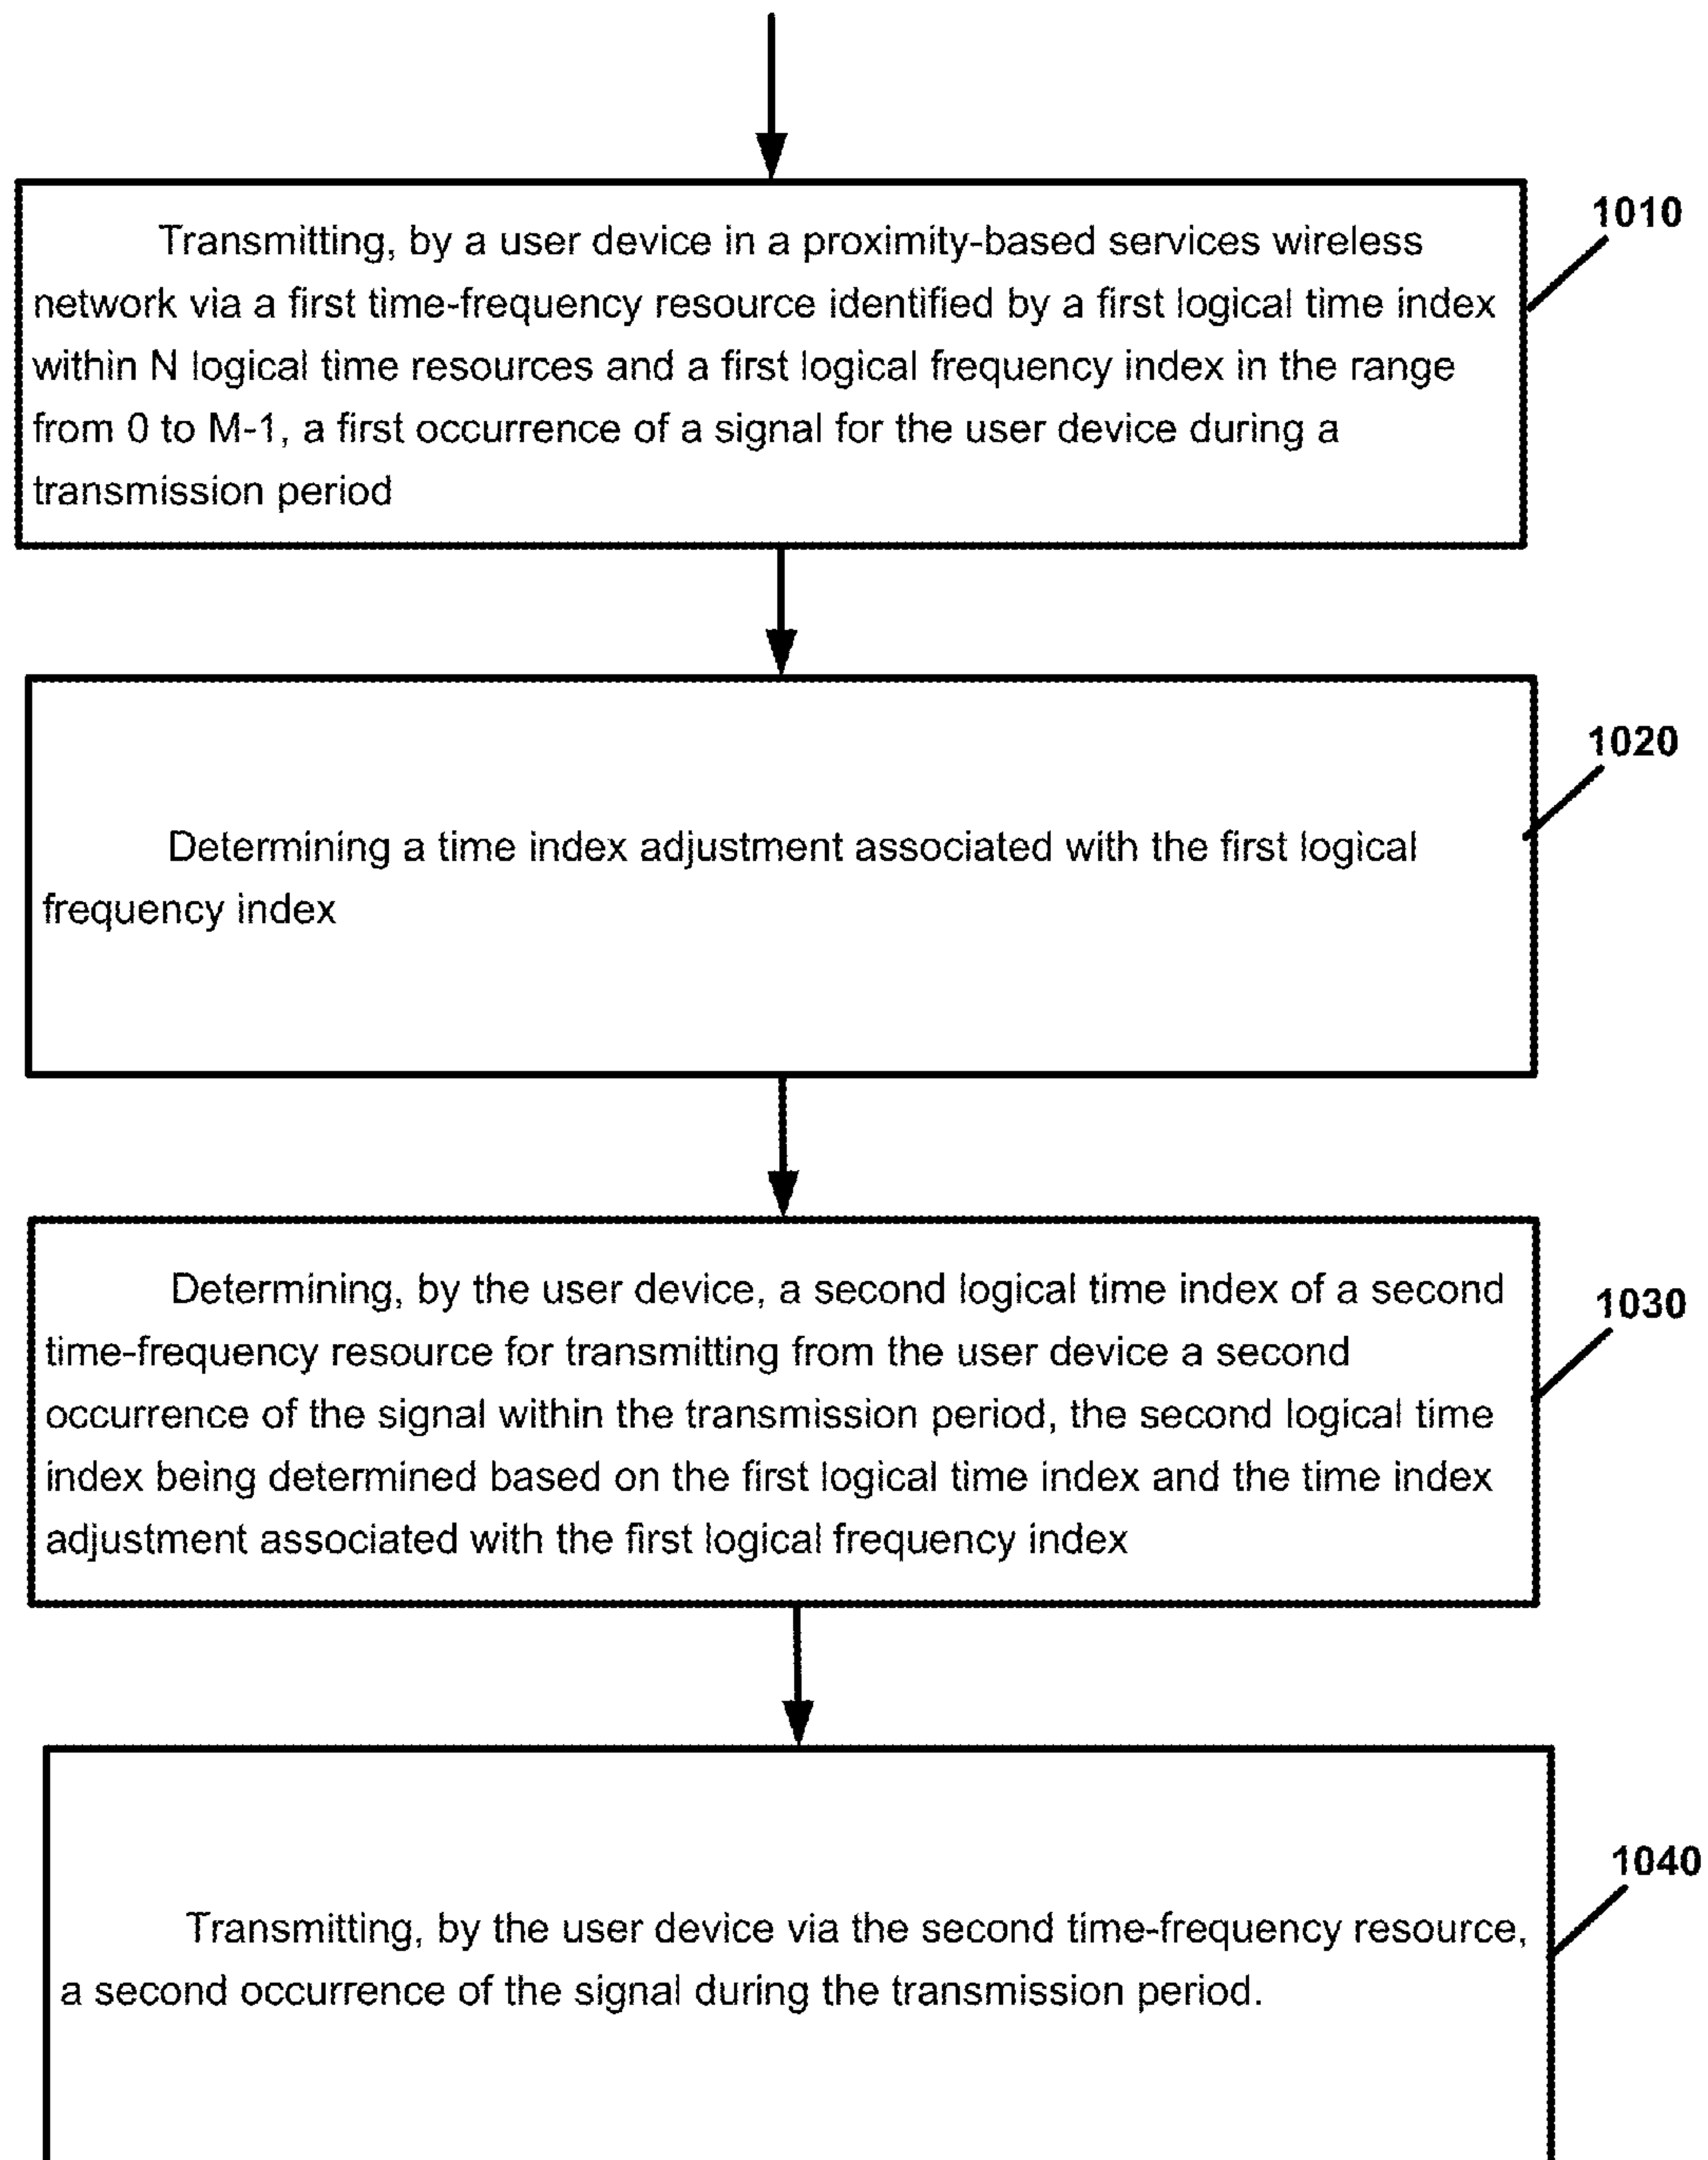 1010
Transmitting, by a user device in a proximity-based services wireless
network via a first time-frequency resource identified by a first logical time index
within N logical time resources and a first logical frequency index in the range
from 0 to M-1, a first occurrence of a signal for the user device during a
transmission period
1020
Determining a time index adjustment associated with the first logical
frequency index
1030
Determining, by the user device, a second logical time index of a second
time-frequency resource for transmitting from the user device a second
occurrence of the signal within the transmission period, the second logical time
index being determined based on the first logical time index and the time index
adjustment associated with the first logical frequency index
1040
Transmitting, by the user device via the second time-frequency resource,
a second occurrence of the signal during the transmission period.